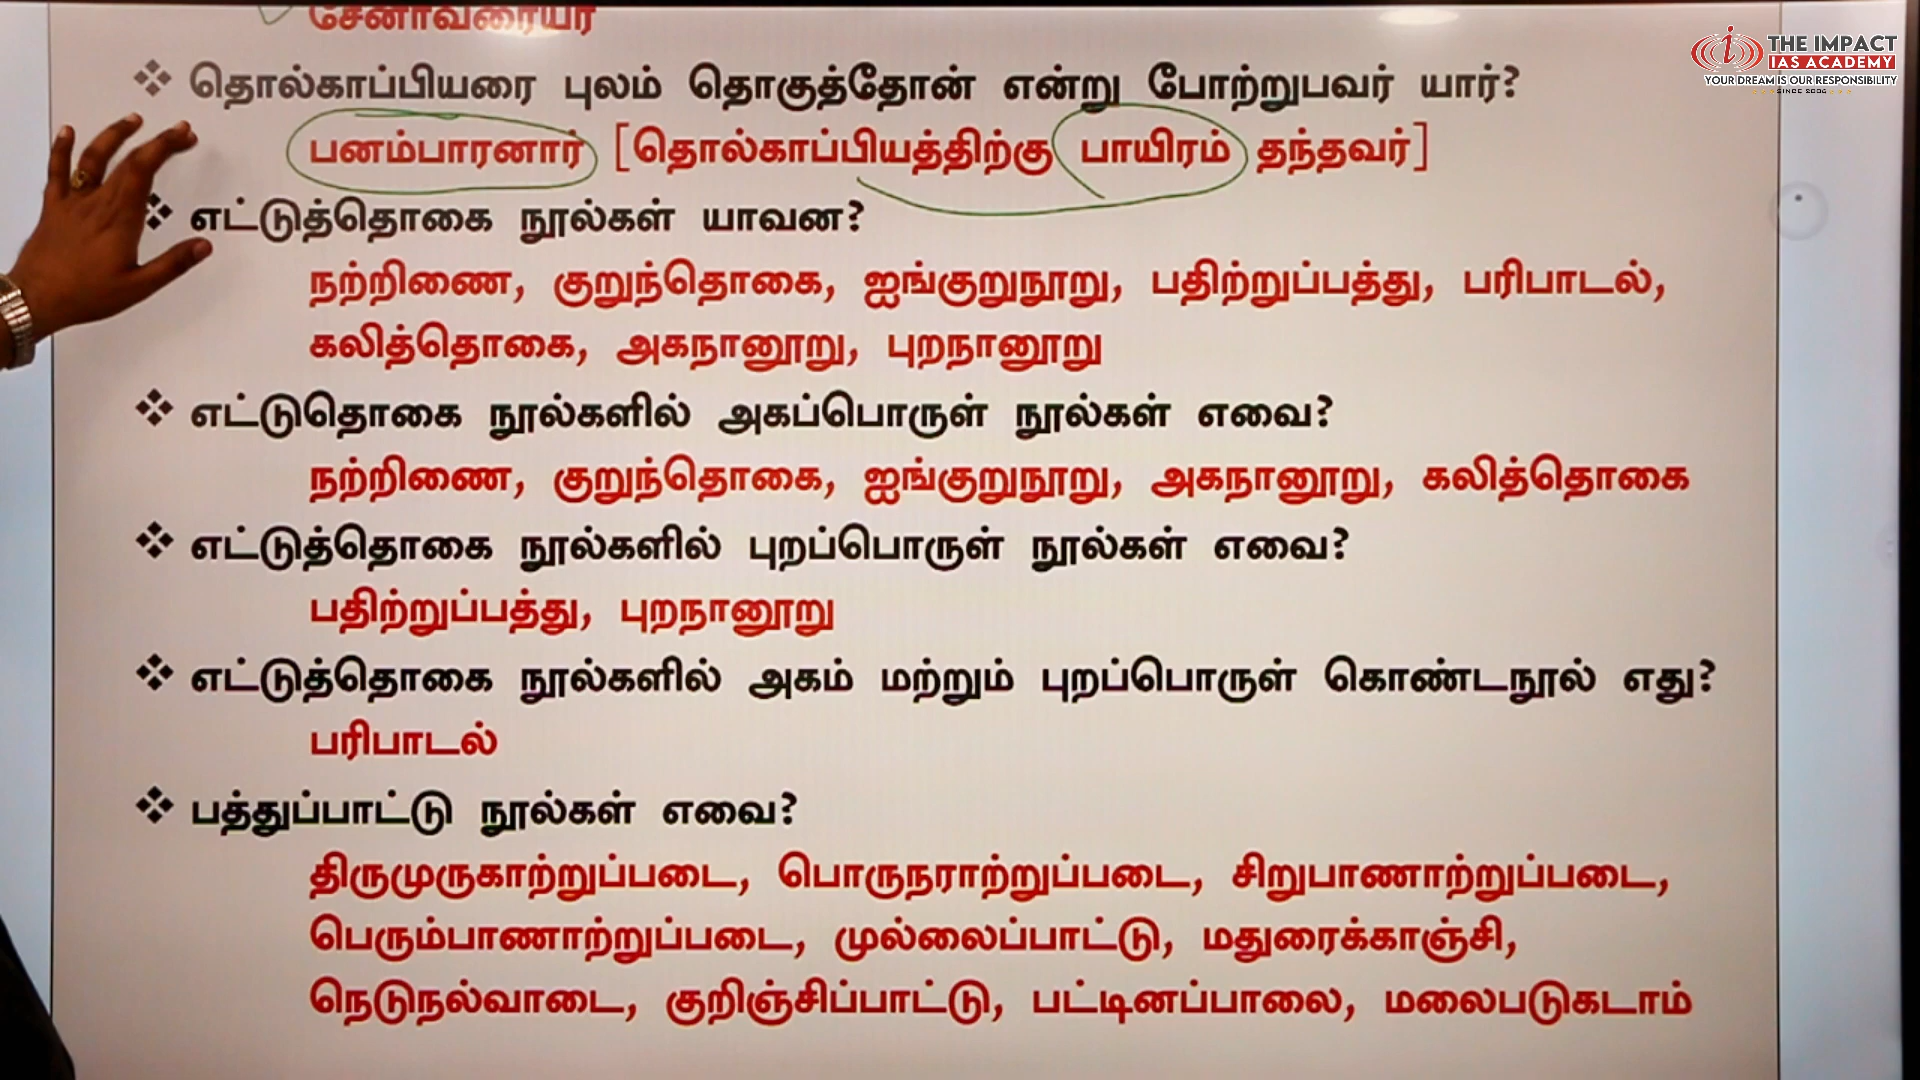 சேனாவரையர்
THE IMPACT
IAS ACADEMY
YOUR DREAM IS OUR RESPONSIBILITY
SINCE 2006
❖ தொல்காப்பியரை புலம் தொகுத்தோன் என்று போற்றுபவர் யார்?
பனம்பாரனார் [தொல்காப்பியத்திற்கு பாயிரம் தந்தவர்]
❖ எட்டுத்தொகை நூல்கள் யாவன?
நற்றிணை, குறுந்தொகை, ஐங்குறுநூறு, பதிற்றுப்பத்து, பரிபாடல்,
கலித்தொகை, அகநானூறு, புறநானூறு
❖ எட்டுதொகை நூல்களில் அகப்பொருள் நூல்கள் எவை?
நற்றிணை, குறுந்தொகை, ஐங்குறுநூறு, அகநானூறு, கலித்தொகை
❖ எட்டுத்தொகை நூல்களில் புறப்பொருள் நூல்கள் எவை?
பதிற்றுப்பத்து, புறநானூறு
❖ எட்டுத்தொகை நூல்களில் அகம் மற்றும் புறப்பொருள் கொண்டநூல் எது?
பரிபாடல்
❖ பத்துப்பாட்டு நூல்கள் எவை?
திருமுருகாற்றுப்படை, பொருநராற்றுப்படை, சிறுபாணாற்றுப்படை,
பெரும்பாணாற்றுப்படை, முல்லைப்பாட்டு, மதுரைக்காஞ்சி,
நெடுநல்வாடை, குறிஞ்சிப்பாட்டு, பட்டினப்பாலை, மலைபடுகடாம்